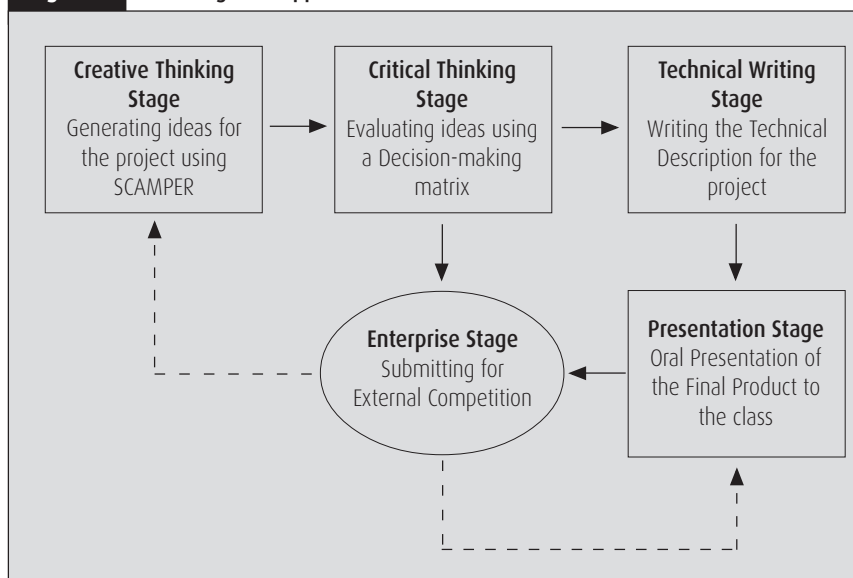 Creative Thinking
Stage
Generating ideas for
the project using
SCAMPER
Critical Thinking
Stage
Evaluating ideas using
a Decision-making
matrix
Technical Writing
Stage
Writing the Technical
Description for the
project
Enterprise Stage
Submitting for
External Competition
Presentation Stage
Oral Presentation of
the Final Product to
the class